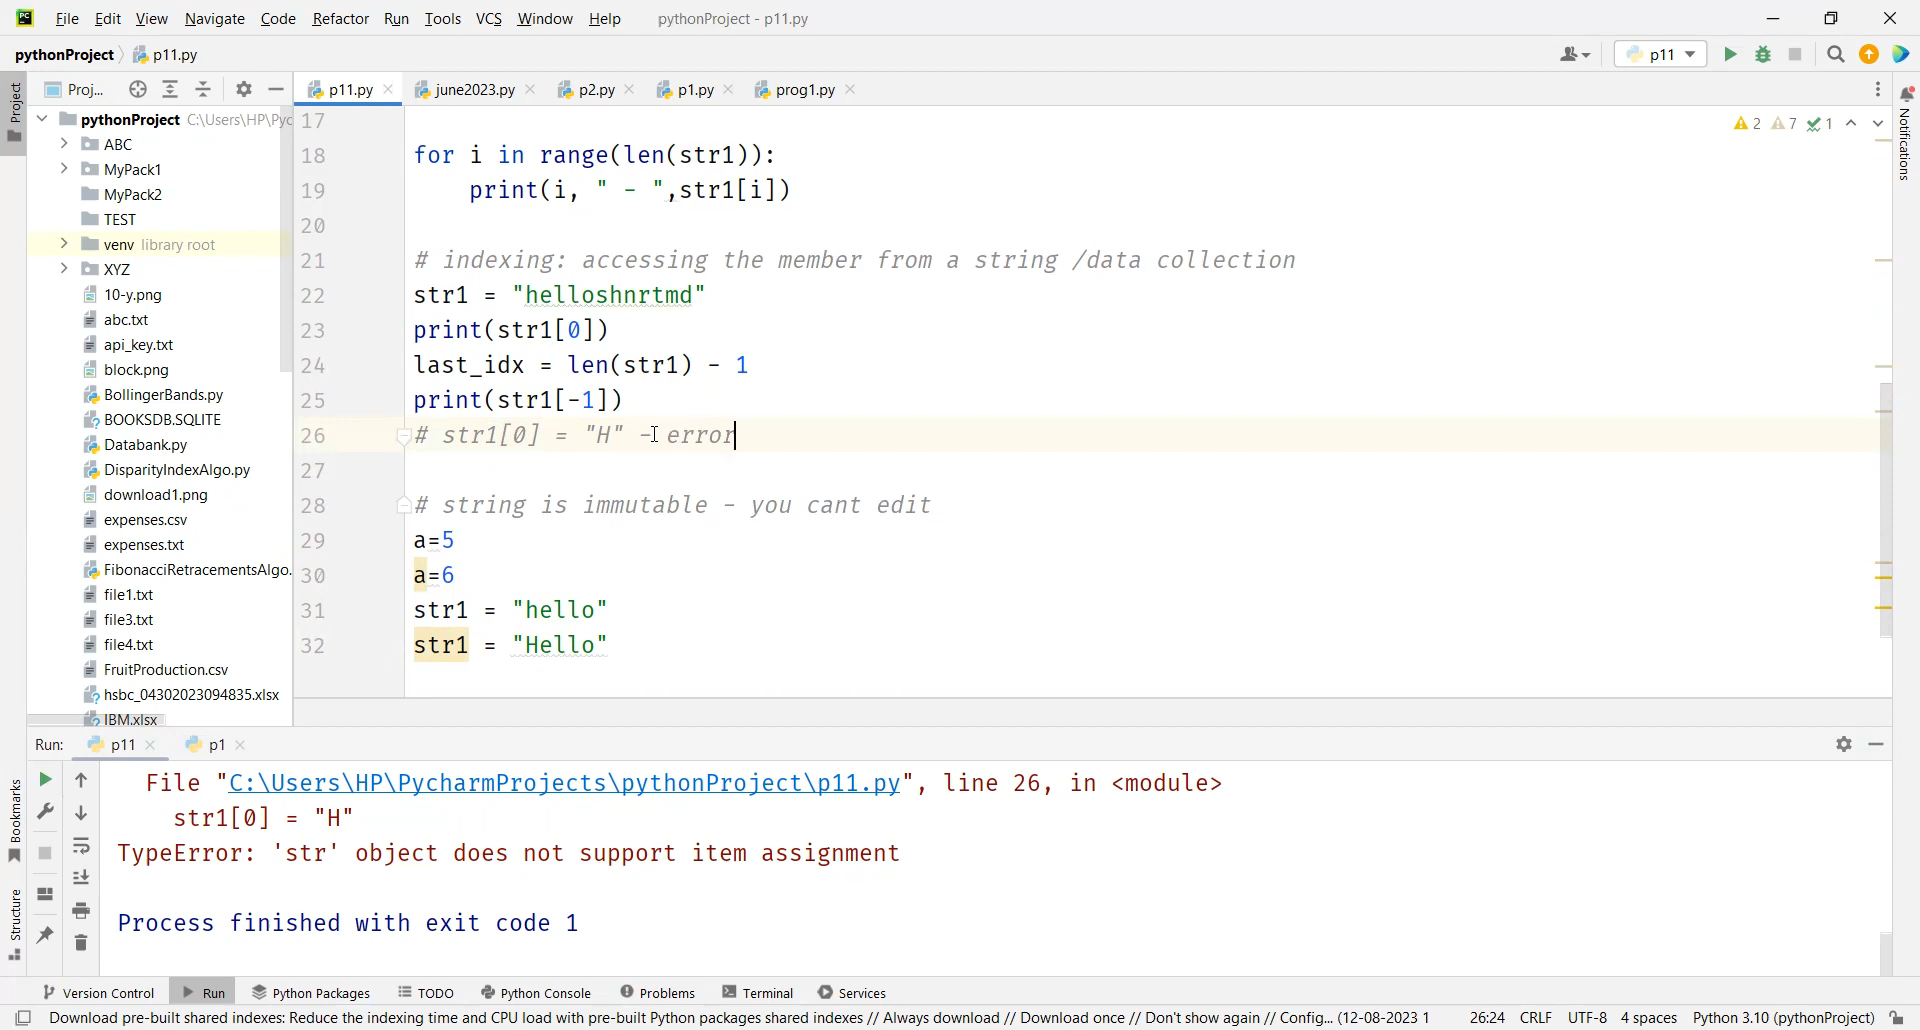 PC File Edit View Navigate Code Refactor Run Tools VCS Window Help pythonProject - p11.py
pythonProject p11.py p11
Project
Proj...
p11.py june2023.py p2.py p1.py prog1.py
Notifications
pythonProject C:\Users\HP\Pyc
ABC
MyPack1
MyPack2
TEST
venv library root
XYZ
10-y.png
abc.txt
api_key.txt
block.png
BollingerBands.py
BOOKSDB.SQLITE
Databank.py
DisparityIndexAlgo.py
download1.png
expenses.csv
expenses.txt
FibonacciRetracementsAlgo.
file1.txt
file3.txt
file4.txt
FruitProduction.csv
hsbc_04302023094835.xlsx
IBM.xlsx
2 7 1
17
18 for i in range(len(str1)):
19 print(i, " - ",str1[i])
20
21 # indexing: accessing the member from a string /data collection
22 str1 = "helloshnrtmd"
23 print(str1[0])
24 last_idx = len(str1) - 1
25 print(str1[-1])
26 # str1[0] = "H" - error
27
28 # string is immutable - you cant edit
29 a=5
30 a=6
31 str1 = "hello"
32 str1 = "Hello"
Run: p11 p1
File "C:\Users\HP\PycharmProjects\pythonProject\p11.py", line 26, in <module>
str1[0] = "H"
TypeError: 'str' object does not support item assignment
Process finished with exit code 1
Bookmarks
Structure
Version Control Run Python Packages TODO Python Console Problems Terminal Services
Download pre-built shared indexes: Reduce the indexing time and CPU load with pre-built Python packages shared indexes // Always download // Download once // Don't show again // Config... (12-08-2023 1 26:24 CRLF UTF-8 4 spaces Python 3.10 (pythonProject)